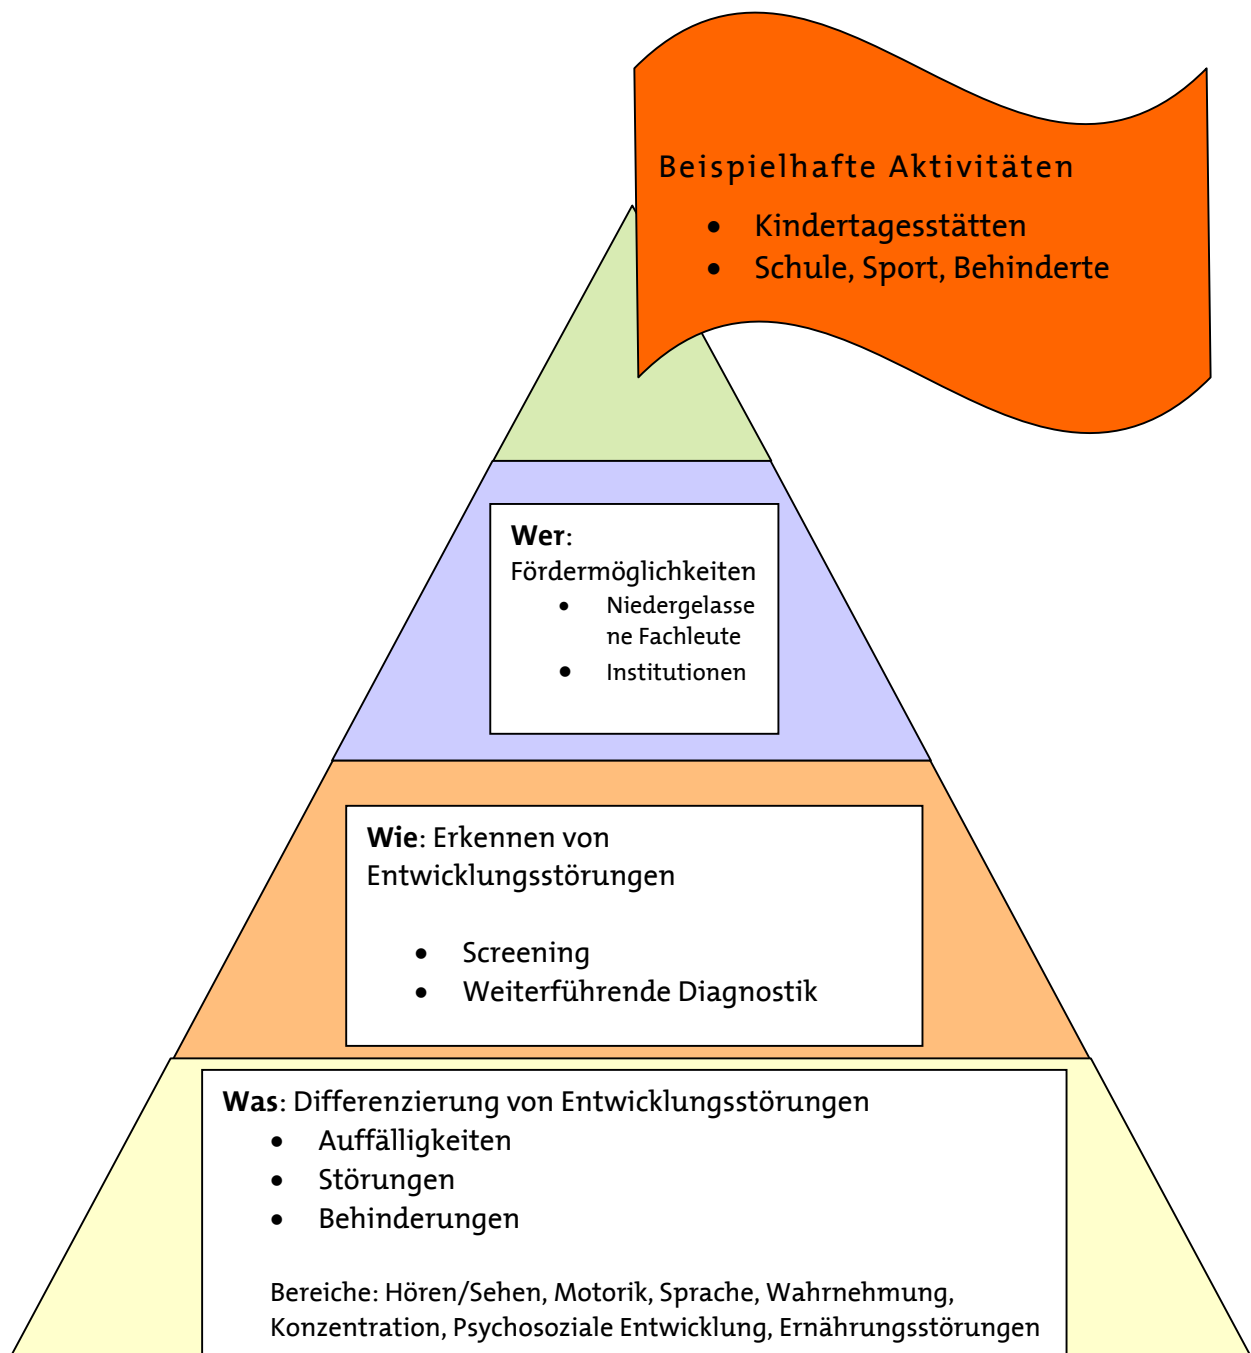 Beispielhafte Aktivitäten
• Kindertagesstätten
• Schule, Sport, Behinderte
Wer:
Fördermöglichkeiten
• Niedergelasse
ne Fachleute
• Institutionen
Wie: Erkennen von
Entwicklungsstörungen
• Screening
• Weiterführende Diagnostik
Was: Differenzierung von Entwicklungsstörungen
• Auffälligkeiten
• Störungen
• Behinderungen
Bereiche: Hören/Sehen, Motorik, Sprache, Wahrnehmung,
Konzentration, Psychosoziale Entwicklung, Ernährungsstörungen